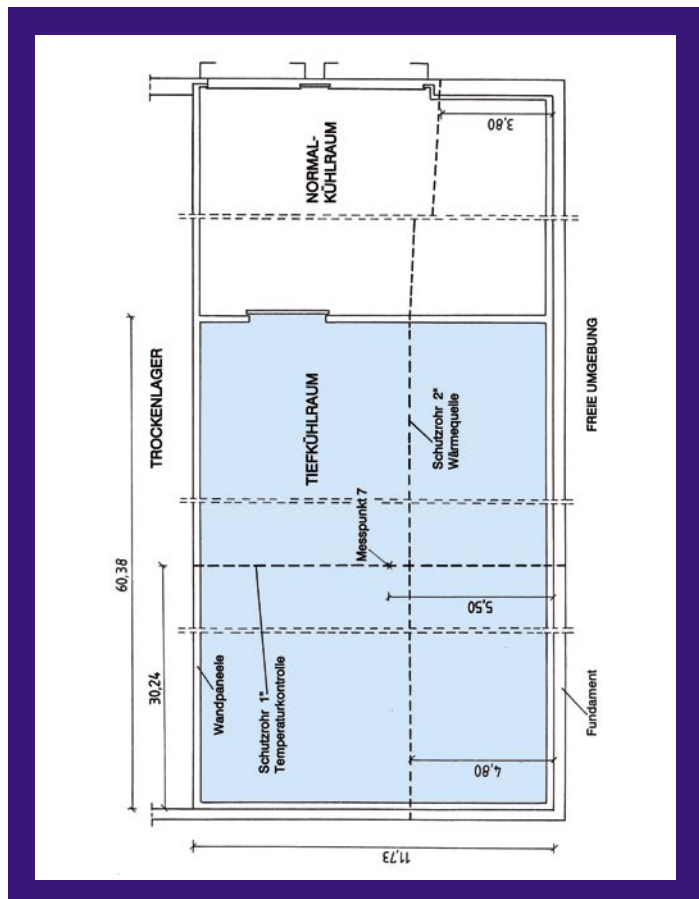 NORMAL-
KÜHLRAUM
3,80
TROCKENLAGER
TIEFKÜHLRAUM
FREIE UMGEBUNG
Schutzrohr 2"
Wärmequelle
Messpunkt 7
60,38
30,24
5,50
Wandpaneele
Schutzrohr 1"
Temperaturkontrolle
4,80
Fundament
11,73